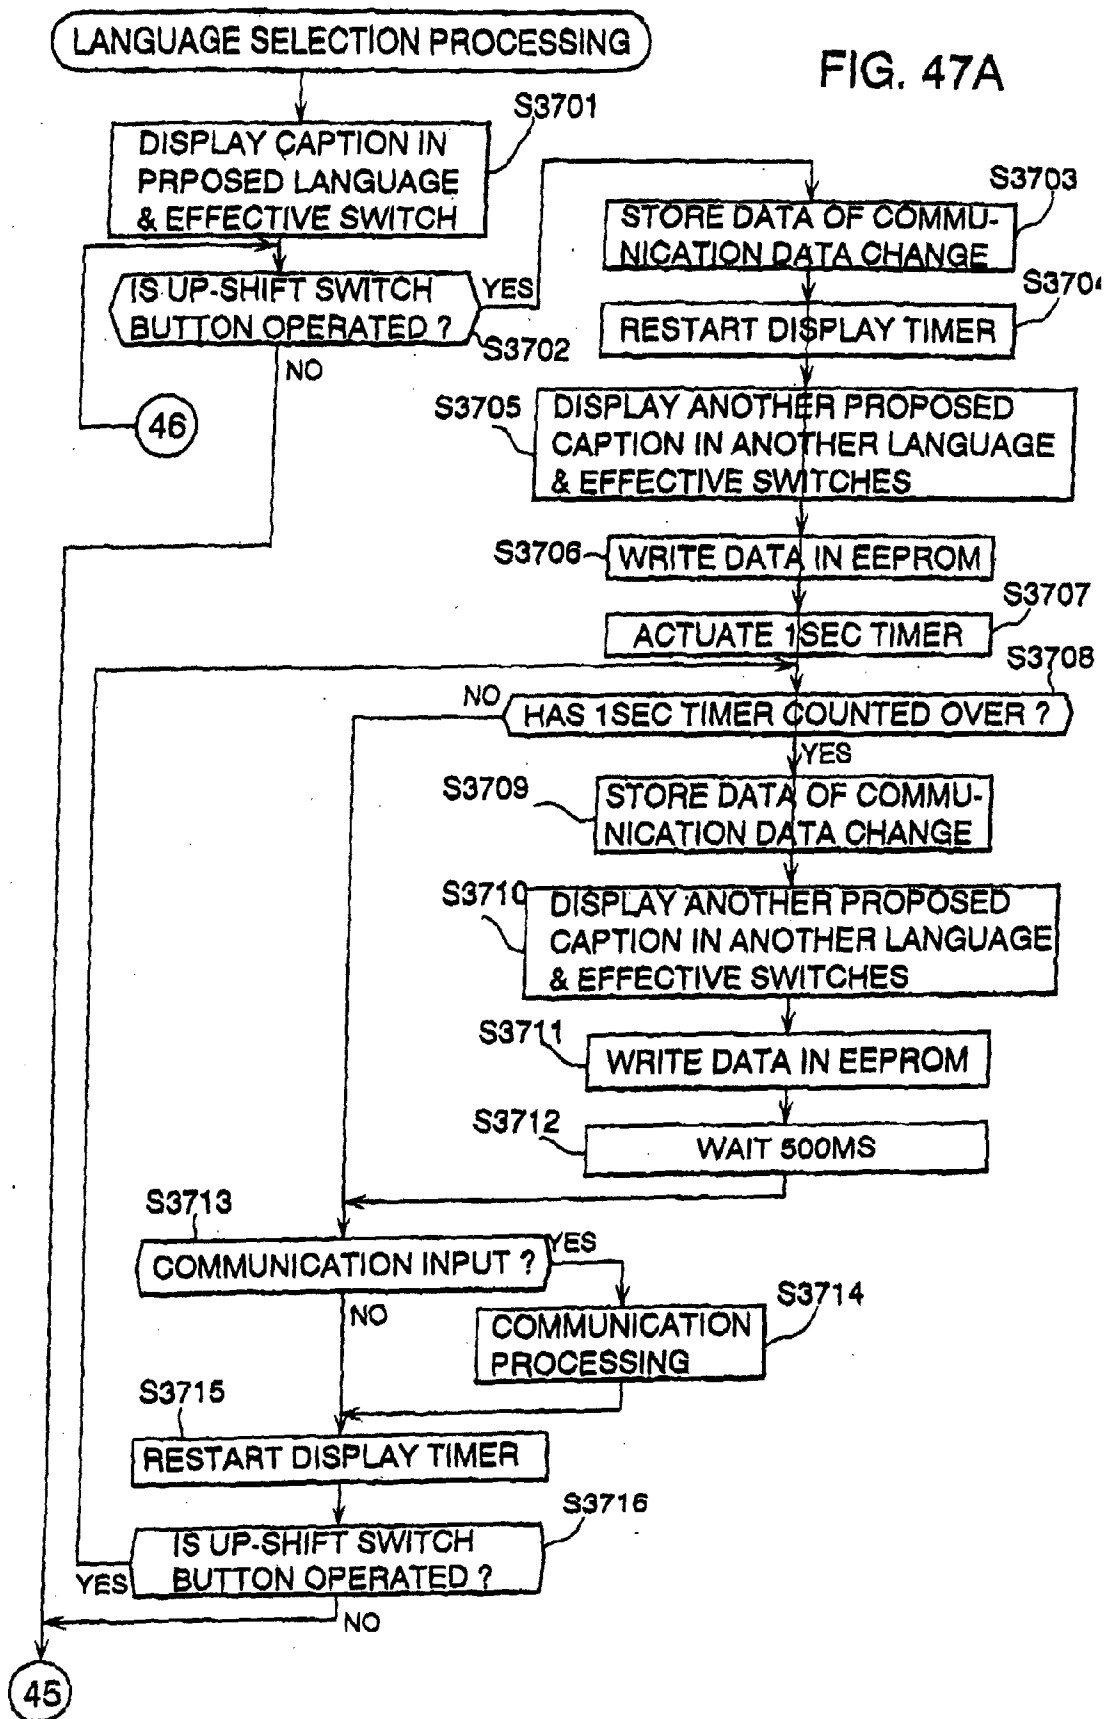 LANGUAGE SELECTION PROCESSING
FIG. 47A
S3701
DISPLAY CAPTION IN
PRPOSED LANGUAGE
& EFFECTIVE SWITCH
IS UP-SHIFT SWITCH
BUTTON OPERATED ?
YES
S3702
NO
46
S3703
STORE DATA OF COMMU-
NICATION DATA CHANGE
S3704
RESTART DISPLAY TIMER
S3705
DISPLAY ANOTHER PROPOSED
CAPTION IN ANOTHER LANGUAGE
& EFFECTIVE SWITCHES
S3706
WRITE DATA IN EEPROM
S3707
ACTUATE 1SEC TIMER
S3708
NO
HAS 1SEC TIMER COUNTED OVER ?
YES
S3709
STORE DATA OF COMMU-
NICATION DATA CHANGE
S3710
DISPLAY ANOTHER PROPOSED
CAPTION IN ANOTHER LANGUAGE
& EFFECTIVE SWITCHES
S3711
WRITE DATA IN EEPROM
S3712
WAIT 500MS
S3713
COMMUNICATION INPUT ?
YES
NO
S3714
COMMUNICATION
PROCESSING
S3715
RESTART DISPLAY TIMER
S3716
IS UP-SHIFT SWITCH
BUTTON OPERATED ?
YES
NO
45